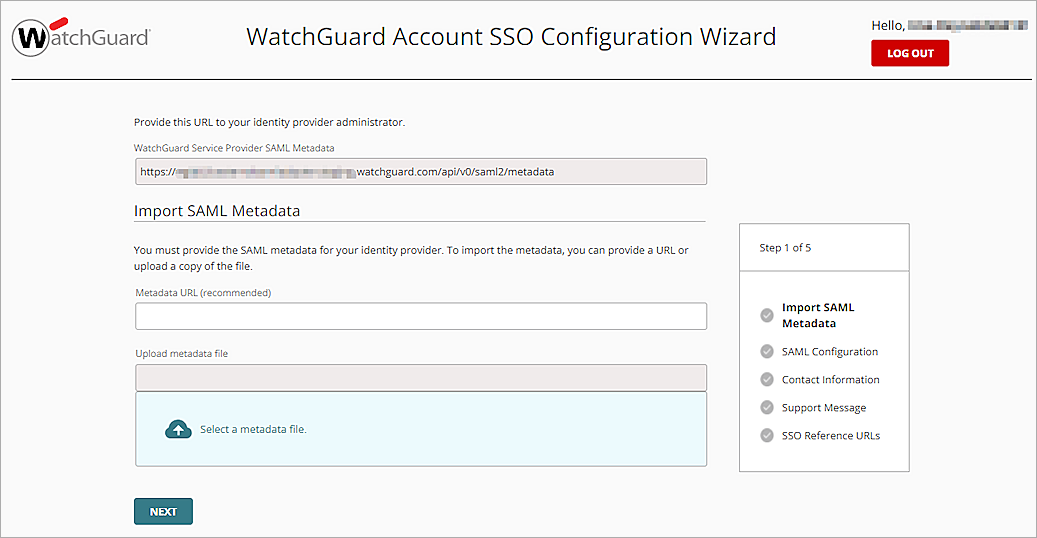 WatchGuard
WatchGuard Account SSO Configuration Wizard
Hello,
LOG OUT
Provide this URL to your identity provider administrator.
WatchGuard Service Provider SAML Metadata
https:// .watchguard.com/api/v0/saml2/metadata
Import SAML Metadata
You must provide the SAML metadata for your identity provider. To import the metadata, you can provide a URL or
upload a copy of the file.
Metadata URL (recommended)
Upload metadata file
Select a metadata file.
NEXT
Step 1 of 5
Import SAML
Metadata
SAML Configuration
Contact Information
Support Message
SSO Reference URLs